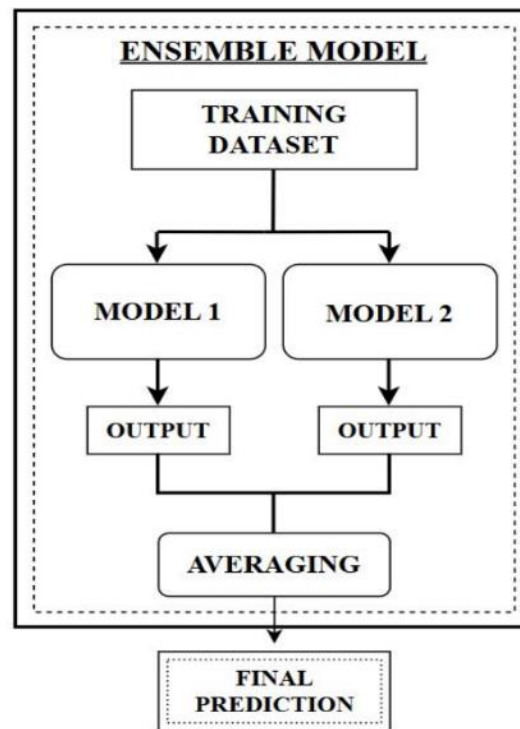 ENSEMBLE MODEL
TRAINING
DATASET
MODEL 1
MODEL 2
OUTPUT
OUTPUT
AVERAGING
FINAL
PREDICTION